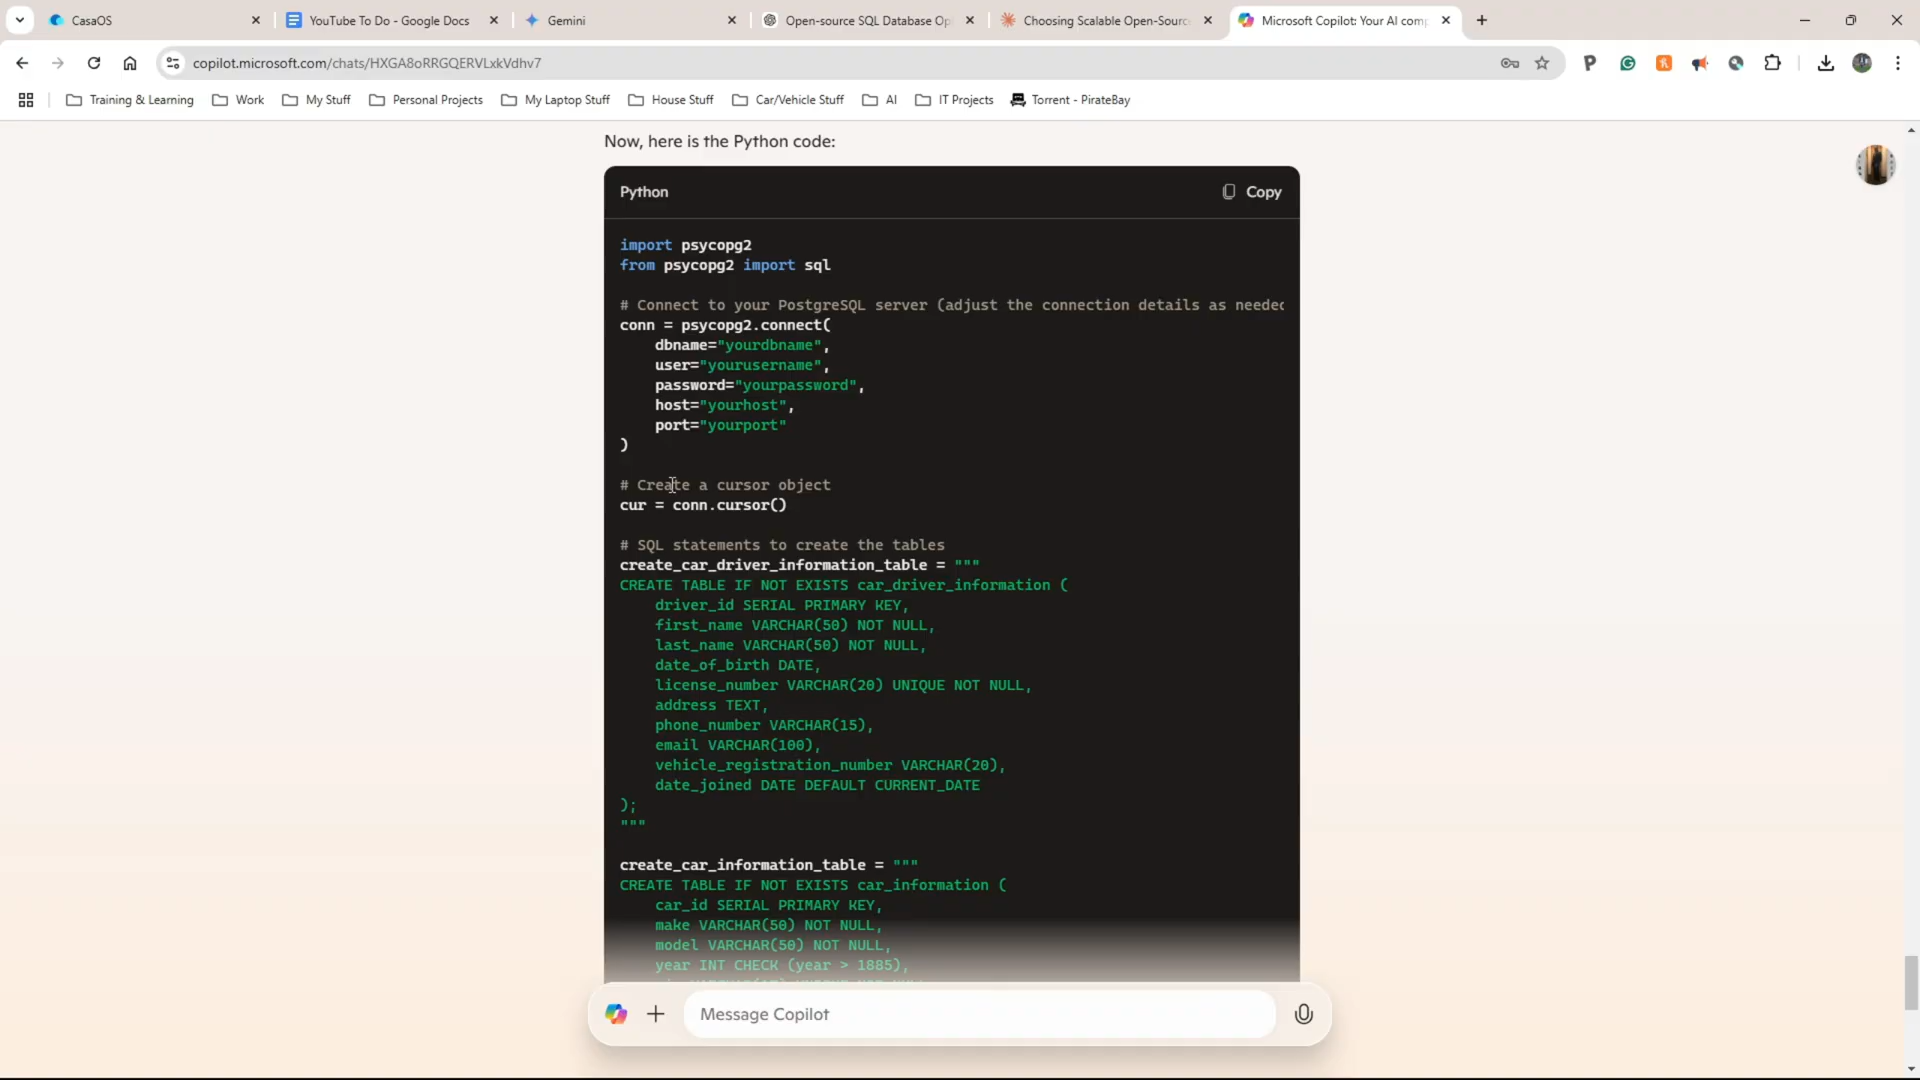 CasaOS
YouTube To Do - Google Docs
Gemini
Open-source SQL Database Op
Choosing Scalable Open-Sourc
Microsoft Copilot: Your AI com
copilot.microsoft.com/chats/HXGA8oRRGQERVLxkVdhv7
Training & Learning
Work
My Stuff
Personal Projects
My Laptop Stuff
House Stuff
Car/Vehicle Stuff
AI
IT Projects
Torrent - PirateBay
Now, here is the Python code:
Python
Copy
import psycopg2
from psycopg2 import sql
# Connect to your PostgreSQL server (adjust the connection details as needed
conn = psycopg2.connect(
dbname="yourdbname",
user="yourusername",
password="yourpassword",
host="yourhost",
port="yourport"
)
# Create a cursor object
cur = conn.cursor()
# SQL statements to create the tables
create_car_driver_information_table = """
CREATE TABLE IF NOT EXISTS car_driver_information (
driver_id SERIAL PRIMARY KEY,
first_name VARCHAR(50) NOT NULL,
last_name VARCHAR(50) NOT NULL,
date_of_birth DATE,
license_number VARCHAR(20) UNIQUE NOT NULL,
address TEXT,
phone_number VARCHAR(15),
email VARCHAR(100),
vehicle_registration_number VARCHAR(20),
date_joined DATE DEFAULT CURRENT_DATE
);
"""
create_car_information_table = """
CREATE TABLE IF NOT EXISTS car_information (
car_id SERIAL PRIMARY KEY,
make VARCHAR(50) NOT NULL,
model VARCHAR(50) NOT NULL,
year INT CHECK (year > 1885),
Message Copilot